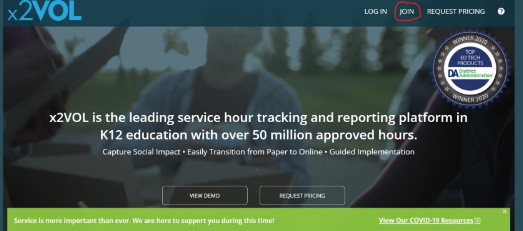 x2VOL
LOG IN JOIN REQUEST PRICING ?
WINNER 2020
TOP
ED TECH
PRODUCTS
DA District Administration
WINNER 2020
x2VOL is the leading service hour tracking and reporting platform in
K12 education with over 50 million approved hours.
Capture Social Impact • Easily Transition from Paper to Online • Guided Implementation
VIEW DEMO REQUEST PRICING
Service is more important than ever. We are here to support you during this time! View Our COVID-19 Resources